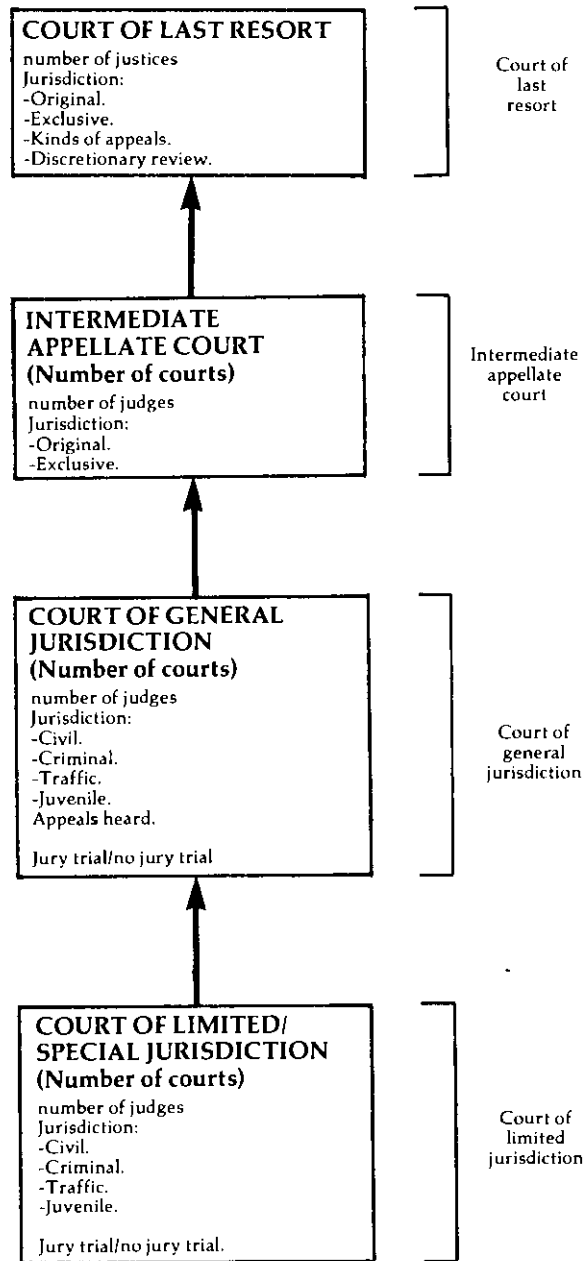 COURT OF LAST RESORT
number of justices
Jurisdiction:
-Original.
-Exclusive.
-Kinds of appeals.
-Discretionary review.
Court of
last
resort
INTERMEDIATE
APPELLATE COURT
(Number of courts)
number of judges
Jurisdiction:
-Original.
-Exclusive.
Intermediate
appellate
court
COURT OF GENERAL
JURISDICTION
(Number of courts)
number of judges
Jurisdiction:
-Civil.
-Criminal.
-Traffic.
-Juvenile.
Appeals heard.
Jury trial/no jury trial
Court of
general
jurisdiction
COURT OF LIMITED/
SPECIAL JURISDICTION
(Number of courts)
number of judges
Jurisdiction:
-Civil.
-Criminal.
-Traffic.
-Juvenile.
Jury trial/no jury trial.
Court of
limited
jurisdiction